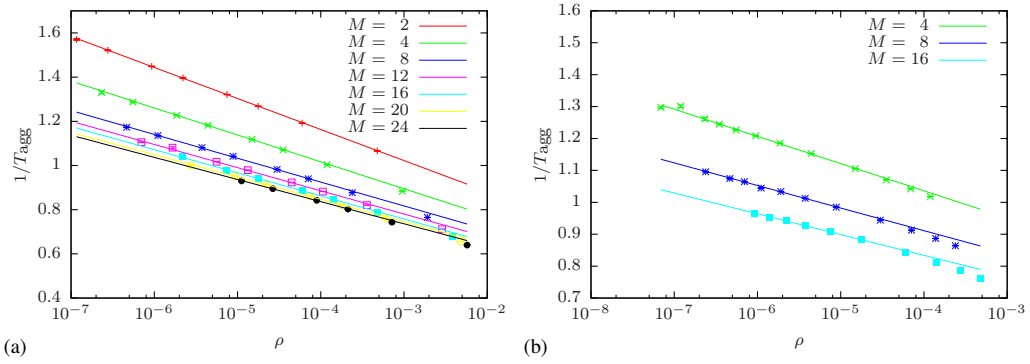 1.6
1.4
1.2
1
0.8
0.6
0.4
1/T_agg
10^-7
10^-6
10^-5
10^-4
10^-3
10^-2
ρ
M = 2
M = 4
M = 8
M = 12
M = 16
M = 20
M = 24
(a)
1.6
1.5
1.4
1.3
1.2
1.1
1
0.9
0.8
0.7
1/T_agg
10^-8
10^-7
10^-6
10^-5
10^-4
10^-3
ρ
M = 4
M = 8
M = 16
(b)